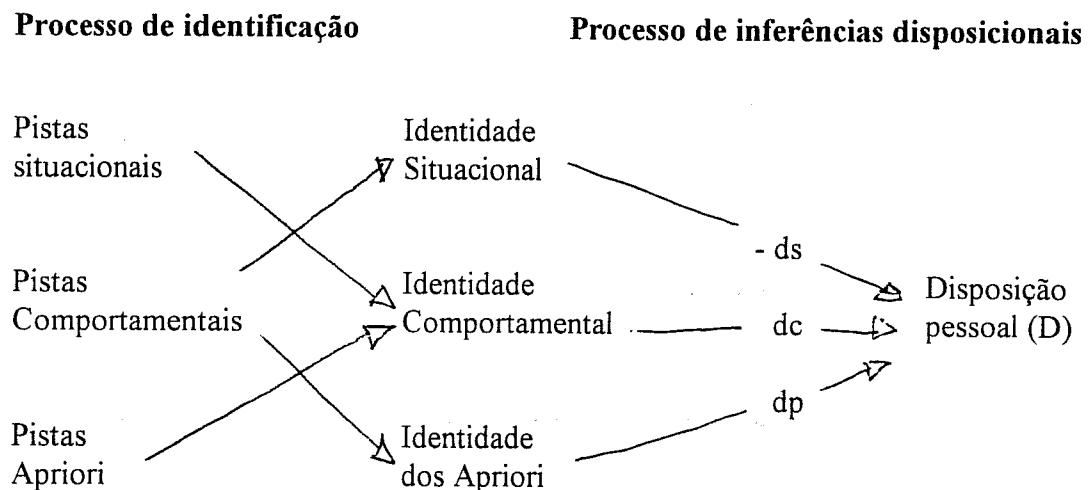 Processo de identificação
Processo de inferências disposicionais
Pistas
situacionais
Identidade
Situacional
- ds
Pistas
Comportamentais
Identidade
Comportamental
dc
Disposição
pessoal (D)
dp
Pistas
Apriori
Identidade
dos Apriori